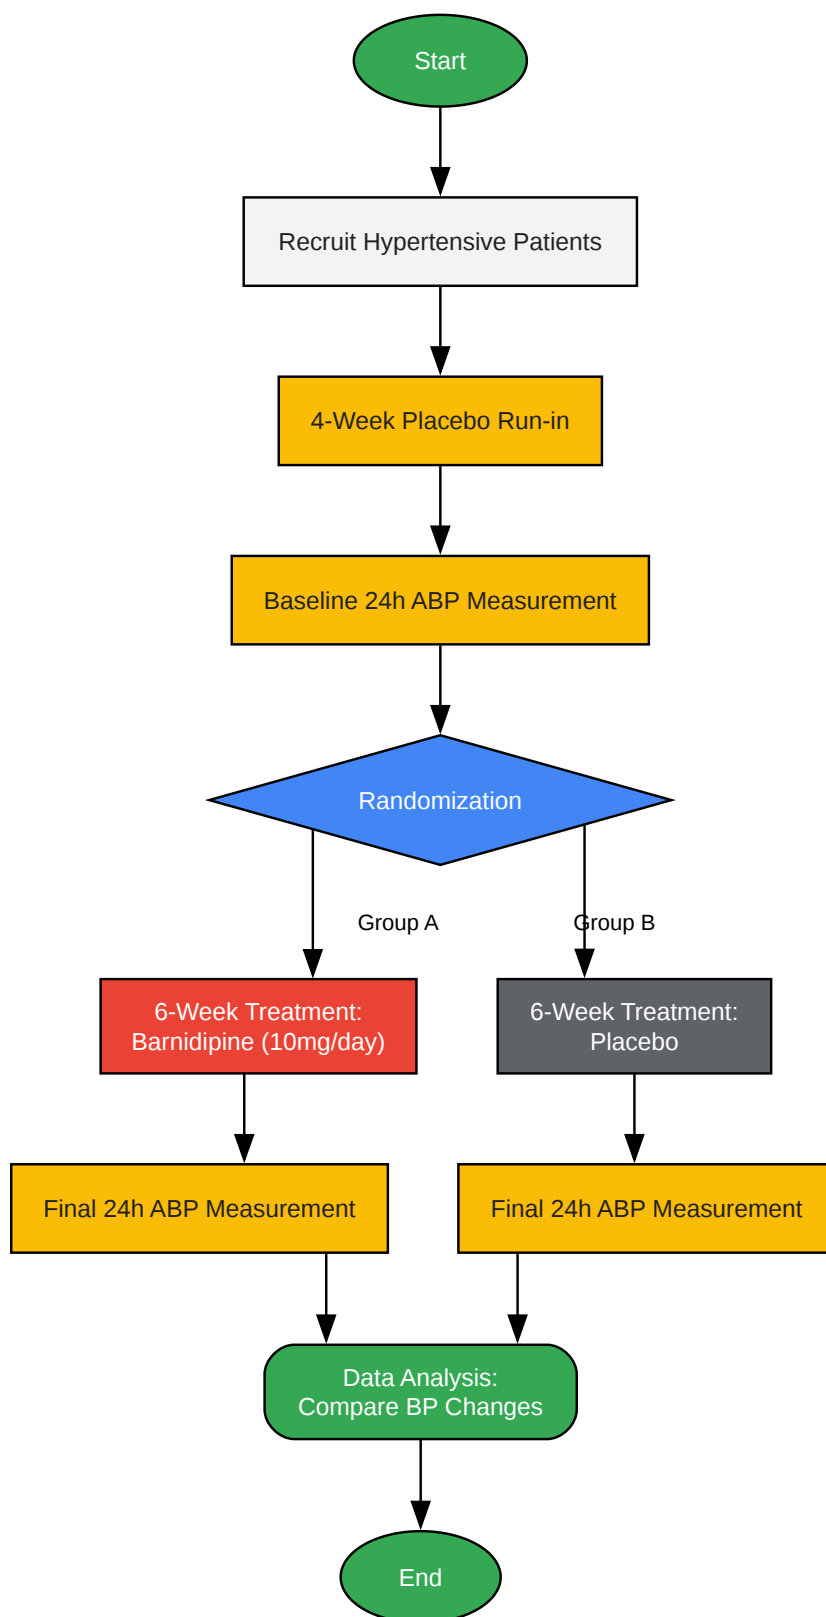 Start
Recruit Hypertensive Patients
4-Week Placebo Run-in
Baseline 24h ABP Measurement
Randomization
Group A
Group B
6-Week Treatment:
Barnidipine (10mg/day)
6-Week Treatment:
Placebo
Final 24h ABP Measurement
Final 24h ABP Measurement
Data Analysis:
Compare BP Changes
End